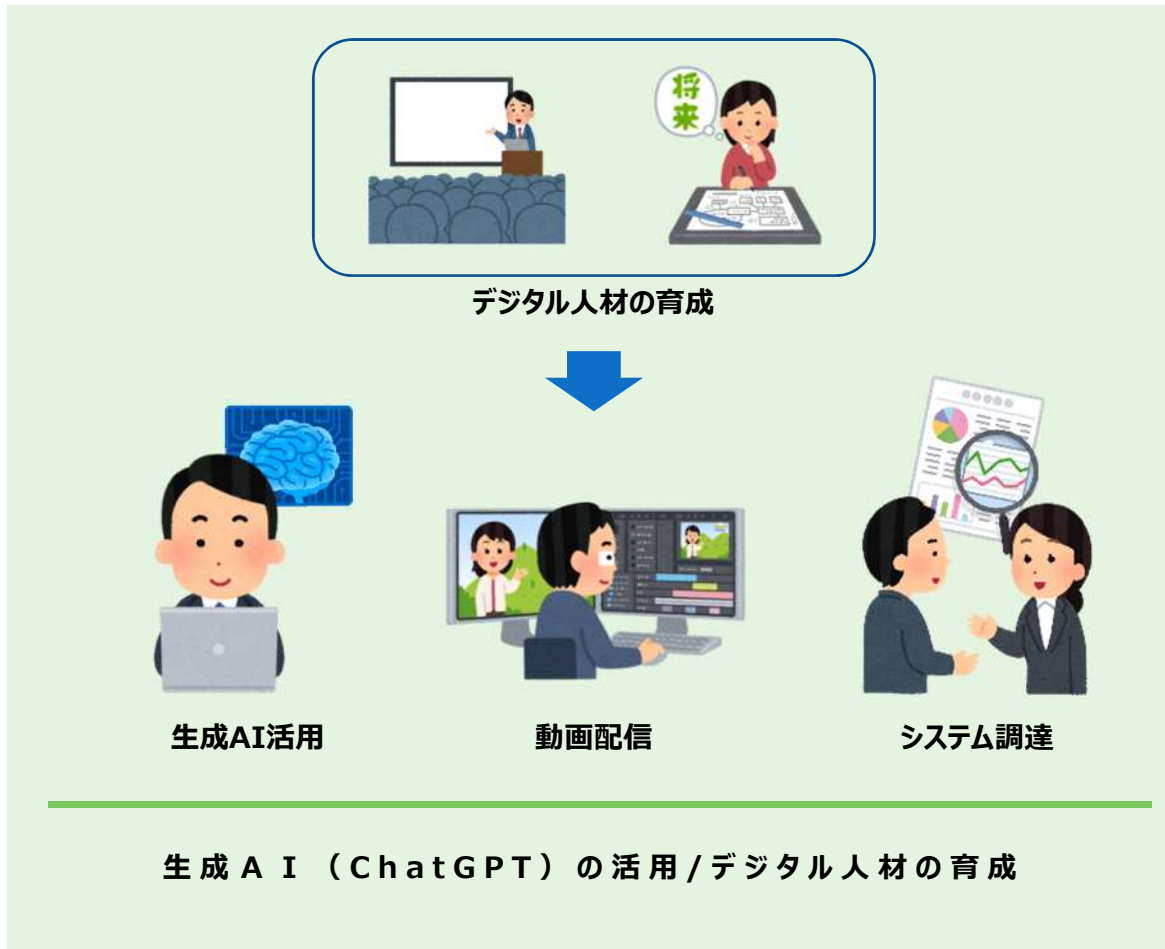 将来
デジタル人材の育成
生成AI活用
動画配信
システム調達
生成AI（ChatGPT）の活用/デジタル人材の育成